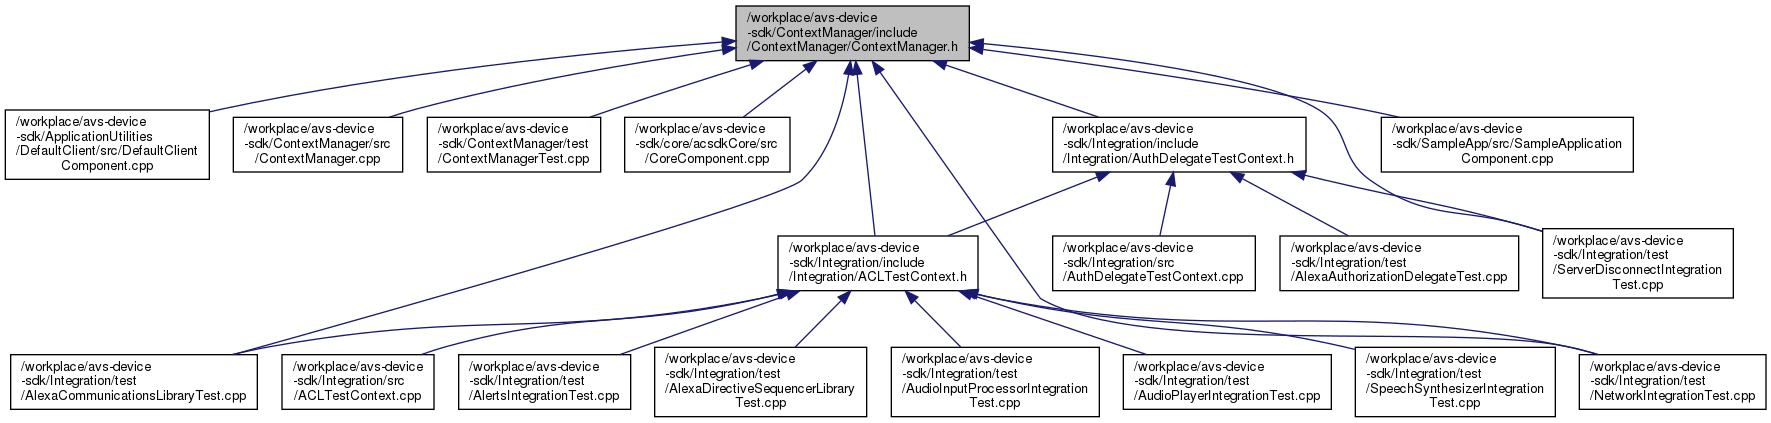 /workplace/avs-device
-sdk/ContextManager/include
/ContextManager/ContextManager.h
/workplace/avs-device
-sdk/ApplicationUtilities
/DefaultClient/src/DefaultClient
Component.cpp
/workplace/avs-device
-sdk/ContextManager/src
/ContextManager.cpp
/workplace/avs-device
-sdk/ContextManager/test
/ContextManagerTest.cpp
/workplace/avs-device
-sdk/core/acsdkCore/src
/CoreComponent.cpp
/workplace/avs-device
-sdk/Integration/include
/Integration/AuthDelegateTestContext.h
/workplace/avs-device
-sdk/SampleApp/src/SampleApplication
Component.cpp
/workplace/avs-device
-sdk/Integration/include
/Integration/ACLTestContext.h
/workplace/avs-device
-sdk/Integration/src
/AuthDelegateTestContext.cpp
/workplace/avs-device
-sdk/Integration/test
/AlexaAuthorizationDelegateTest.cpp
/workplace/avs-device
-sdk/Integration/test
/ServerDisconnectIntegration
Test.cpp
/workplace/avs-device
-sdk/Integration/test
/AlexaCommunicationsLibraryTest.cpp
/workplace/avs-device
-sdk/Integration/src
/ACLTestContext.cpp
/workplace/avs-device
-sdk/Integration/test
/AlertsIntegrationTest.cpp
/workplace/avs-device
-sdk/Integration/test
/AlexaDirectiveSequencerLibrary
Test.cpp
/workplace/avs-device
-sdk/Integration/test
/AudioInputProcessorIntegration
Test.cpp
/workplace/avs-device
-sdk/Integration/test
/AudioPlayerIntegrationTest.cpp
/workplace/avs-device
-sdk/Integration/test
/SpeechSynthesizerIntegration
Test.cpp
/workplace/avs-device
-sdk/Integration/test
/NetworkIntegrationTest.cpp